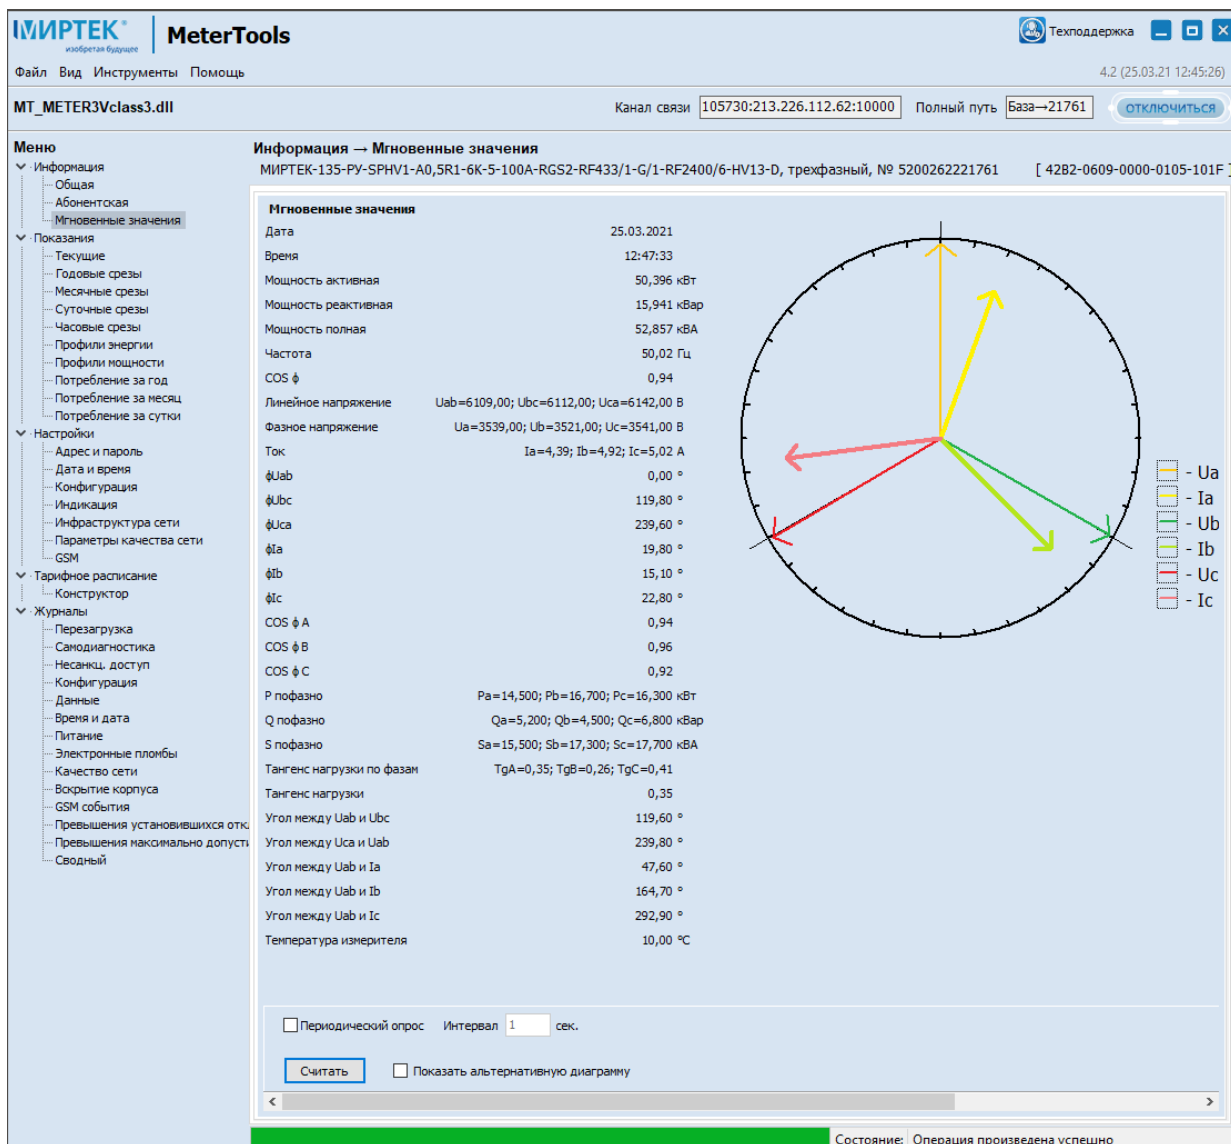 МИРТЕК®
изобретая будущее
MeterTools
Техподдержка
Файл Вид Инструменты Помощь
4.2 (25.03.21 12:45:26)
MT_METER3Vclass3.dll
Канал связи 105730:213.226.112.62:10000 Полный путь База→21761 ОТКЛЮЧИТЬСЯ
Меню
Информация
Общая
Абонентская
Мгновенные значения
Показания
Текущие
Годовые срезы
Месячные срезы
Суточные срезы
Часовые срезы
Профили энергии
Профили мощности
Потребление за год
Потребление за месяц
Потребление за сутки
Настройки
Адрес и пароль
Дата и время
Конфигурация
Индикация
Инфраструктура сети
Параметры качества сети
GSM
Тарифное расписание
Конструктор
Журналы
Перезагрузка
Самодиагностика
Несанкц. доступ
Конфигурация
Данные
Время и дата
Питание
Электронные пломбы
Качество сети
Вскрытие корпуса
GSM события
Превышения установившихся отк
Превышения максимально допуст
Сводный
Информация → Мгновенные значения
МИРТЕК-135-РУ-SPHV1-A0,5R1-6K-5-100A-RGS2-RF433/1-G/1-RF2400/6-HV13-D, трехфазный, № 5200262221761 [ 42B2-0609-0000-0105-101F ]
Мгновенные значения
Дата 25.03.2021
Время 12:47:33
Мощность активная 50,396 кВт
Мощность реактивная 15,941 кВар
Мощность полная 52,857 кВА
Частота 50,02 Гц
COS ϕ 0,94
Линейное напряжение Uab=6109,00; Ubc=6112,00; Uca=6142,00 В
Фазное напряжение Ua=3539,00; Ub=3521,00; Uc=3541,00 В
Ток Ia=4,39; Ib=4,92; Ic=5,02 А
ϕUab 0,00 °
ϕUbc 119,80 °
ϕUca 239,60 °
ϕIa 19,80 °
ϕIb 15,10 °
ϕIc 22,80 °
COS ϕ A 0,94
COS ϕ B 0,96
COS ϕ C 0,92
P пофазно Pa=14,500; Pb=16,700; Pc=16,300 кВт
Q пофазно Qa=5,200; Qb=4,500; Qc=6,800 кВар
S пофазно Sa=15,500; Sb=17,300; Sc=17,700 кВА
Тангенс нагрузки по фазам TgA=0,35; TgB=0,26; TgC=0,41
Тангенс нагрузки 0,35
Угол между Uab и Ubc 119,60 °
Угол между Uca и Uab 239,80 °
Угол между Uab и Ia 47,60 °
Угол между Uab и Ib 164,70 °
Угол между Uab и Ic 292,90 °
Температура измерителя 10,00 °C
- Ua
- Ia
- Ub
- Ib
- Uc
- Ic
Периодический опрос Интервал 1 сек.
Считать Показать альтернативную диаграмму
Состояние: Операция произведена успешно